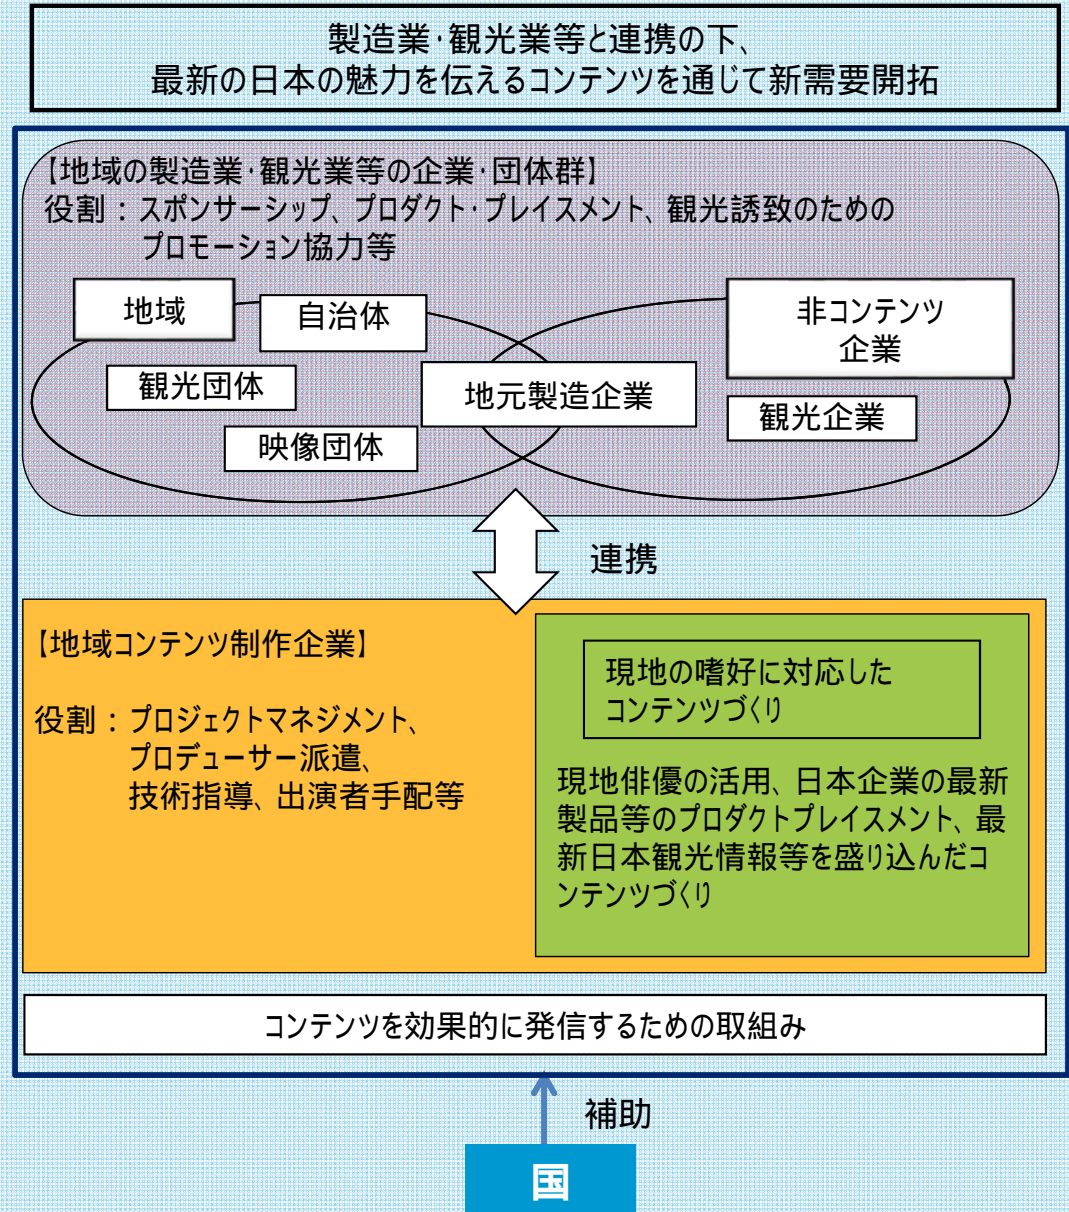 製造業・観光業等と連携の下、
最新の日本の魅力を伝えるコンテンツを通じて新需要開拓
【地域の製造業・観光業等の企業・団体群】
役割：スポンサーシップ、プロダクト・プレイスメント、観光誘致のための
プロモーション協力等
地域
自治体
非コンテンツ
企業
観光団体
地元製造企業
観光企業
映像団体
連携
【地域コンテンツ制作企業】
役割：プロジェクトマネジメント、
プロデューサー派遣、
技術指導、出演者手配等
現地の嗜好に対応した
コンテンツづくり
現地俳優の活用、日本企業の最新
製品等のプロダクトプレイスメント、最
新日本観光情報等を盛り込んだコ
ンテンツづくり
コンテンツを効果的に発信するための取組み
補助
国